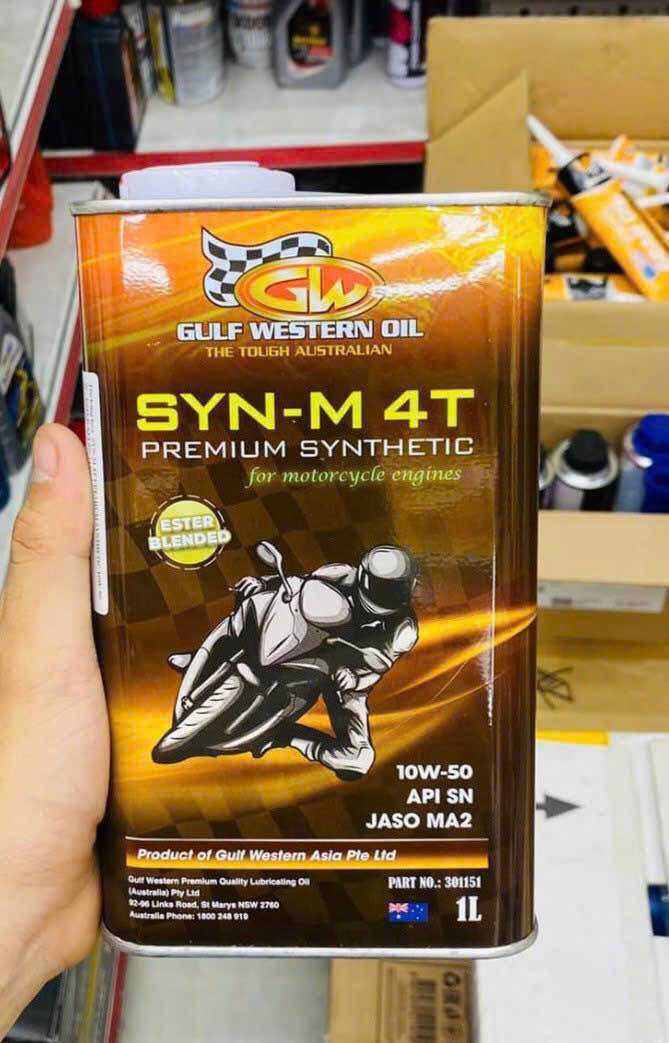 GW
GULF WESTERN OIL
THE TOUGH AUSTRALIAN
SYN-M 4T
PREMIUM SYNTHETIC
for motorcycle engines
ESTER
BLENDED
10W-50
API SN
JASO MA2
Product of Gulf Western Asia Pte Ltd
Gulf Western Premium Quality Lubricating Oil
(Australia) Pty Ltd
92-96 Links Road, St Marys NSW 2760
Australia Phone: 1800 248 919
PART NO.: 301151
1L